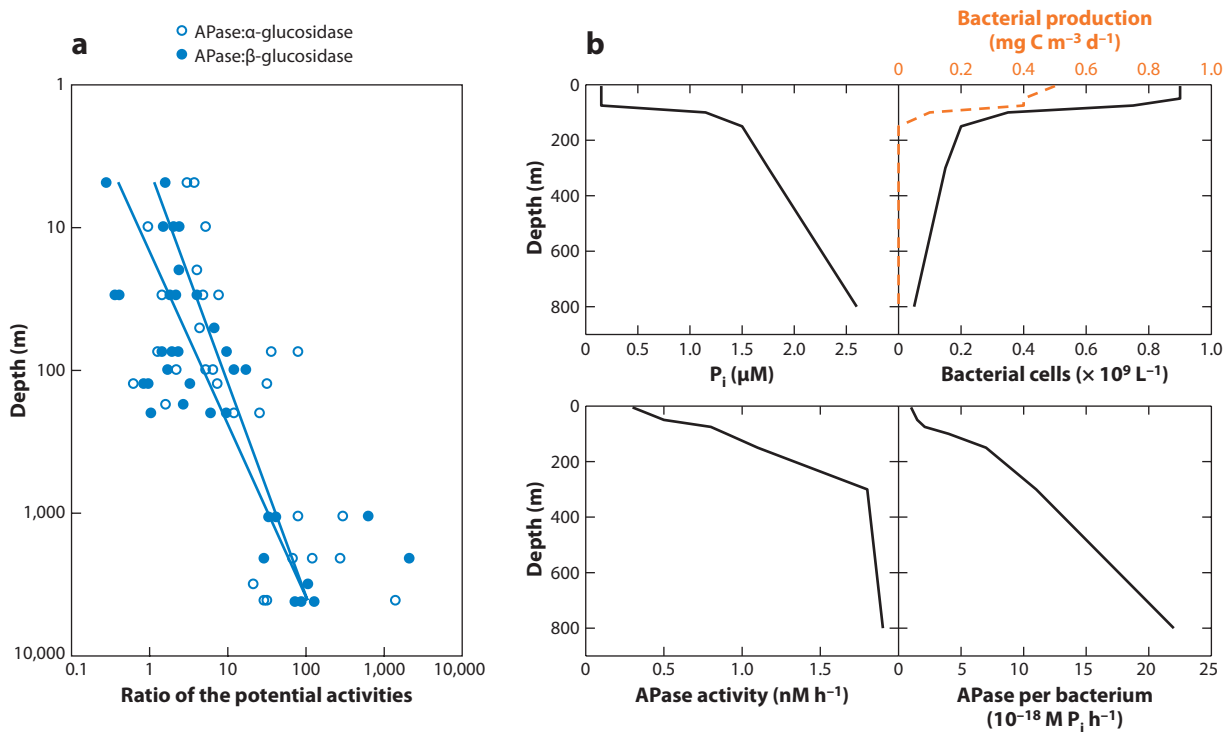 a
APase:α-glucosidase
APase:β-glucosidase
1
10
100
1,000
10,000
Depth (m)
0.1 1 10 100 1,000 10,000
Ratio of the potential activities
b
Bacterial production
(mg C m⁻³ d⁻¹)
0 0.2 0.4 0.6 0.8 1.0
0
200
400
600
800
Depth (m)
0 0.5 1.0 1.5 2.0 2.5
Pᵢ (µM)
0 0.2 0.4 0.6 0.8 1.0
Bacterial cells (× 10⁹ L⁻¹)
0
200
400
600
800
Depth (m)
0 0.5 1.0 1.5
APase activity (nM h⁻¹)
0 5 10 15 20 25
APase per bacterium
(10⁻¹⁸ M Pᵢ h⁻¹)